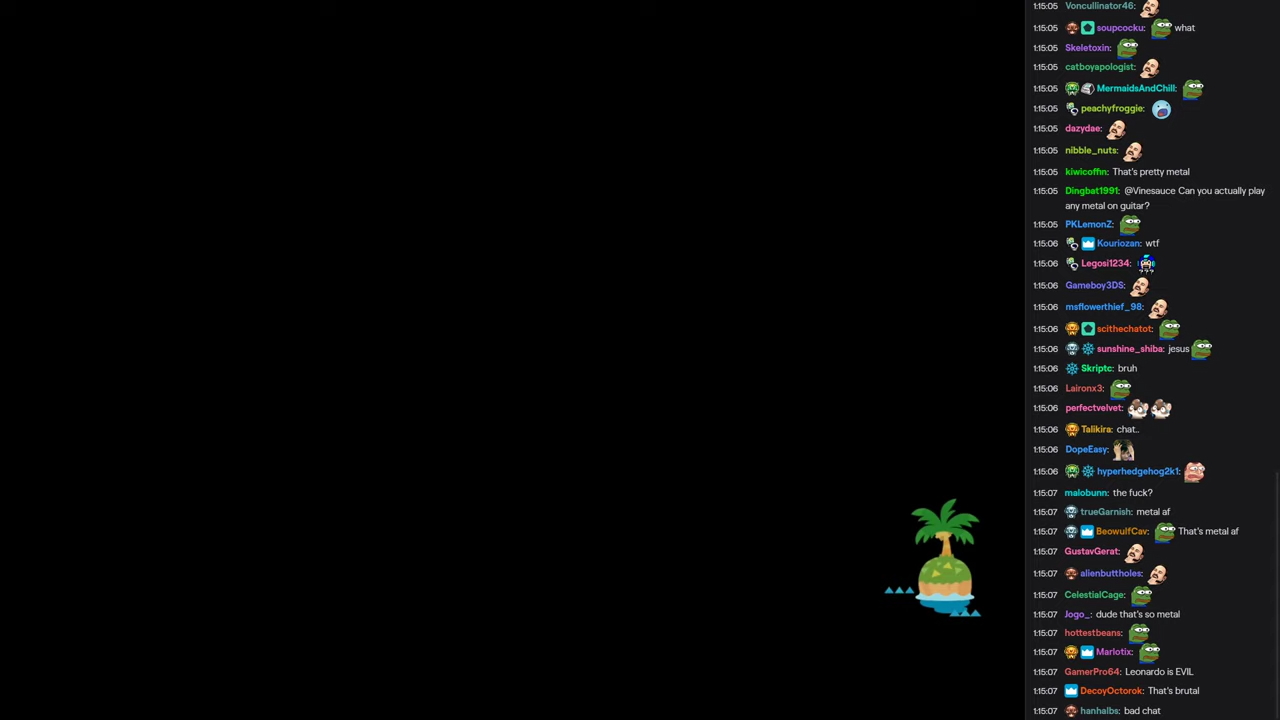 1:15:05 Voncullinator46:
1:15:05 soupcocku: what
1:15:05 Skeletoxin:
1:15:05 catboyapologist:
1:15:05 MermaidsAndChill:
1:15:05 peachyfroggie:
1:15:05 dazydae:
1:15:05 nibble_nuts:
1:15:05 kiwicoffin: That's pretty metal
1:15:05 Dingbat1991: @Vinesauce Can you actually play
any metal on guitar?
1:15:05 PKLemonZ:
1:15:06 Kouriozan: wtf
1:15:06 Legosi1234: ???
1:15:06 Gameboy3DS:
1:15:06 msflowerthief_98:
1:15:06 scithechatot:
1:15:06 sunshine_shiba: jesus
1:15:06 Skriptc: bruh
1:15:06 Laironx3:
1:15:06 perfectvelvet:
1:15:06 Talikira: chat..
1:15:06 DopeEasy:
1:15:06 hyperhedgehog2k1:
1:15:07 malobunn: the fuck?
1:15:07 trueGarnish: metal af
1:15:07 BeowulfCav: That's metal af
1:15:07 GustavGerat:
1:15:07 alienbuttholes:
1:15:07 CelestialCage:
1:15:07 Jogo_: dude that's so metal
1:15:07 hottestbeans:
1:15:07 Marlotix:
1:15:07 GamerPro64: Leonardo is EVIL
1:15:07 DecoyOctorok: That's brutal
1:15:07 hanhalbs: bad chat